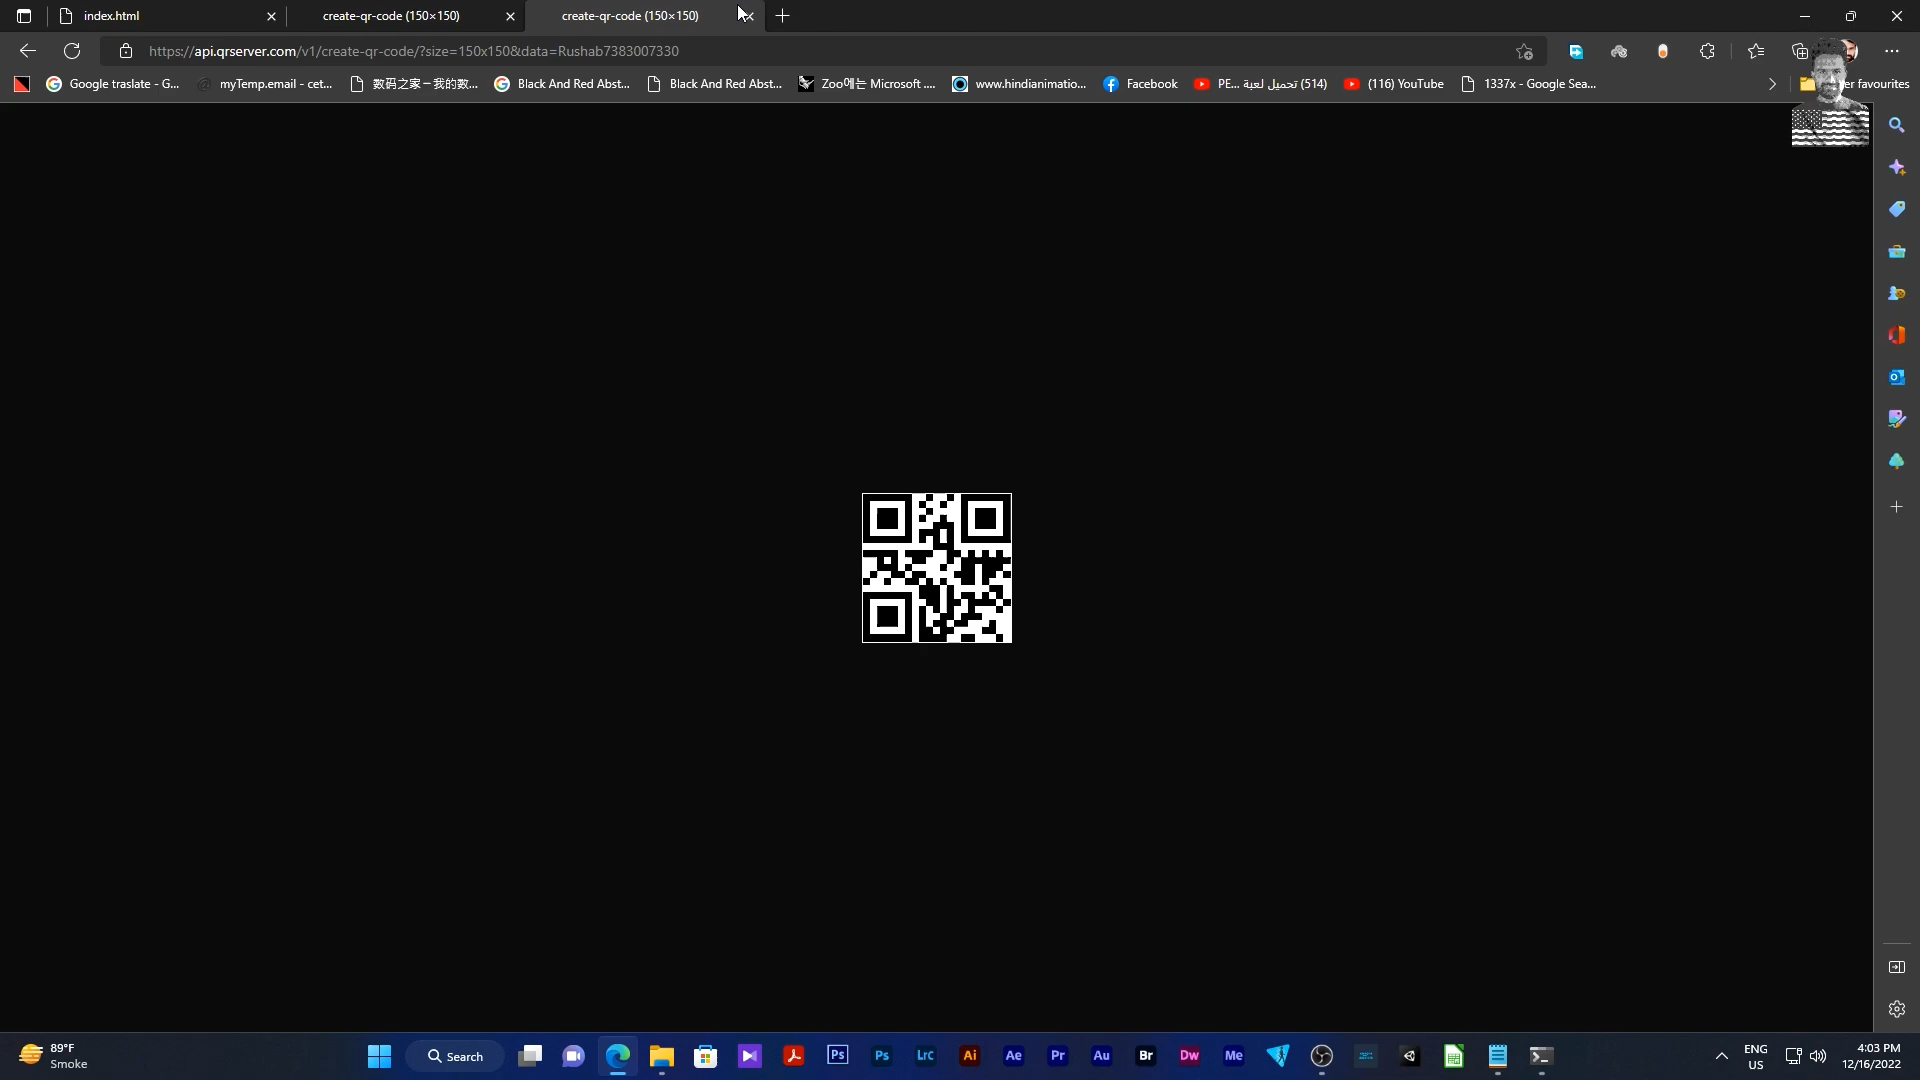 index.html
create-qr-code (150×150)
create-qr-code (150×150)
https://api.qrserver.com/v1/create-qr-code/?size=150x150&data=Rushab7383007330
Google traslate - G...
myTemp.email - cet...
数码之家－我的数...
Black And Red Abst...
Black And Red Abst...
Zoo에는 Microsoft ....
www.hindianimatio...
Facebook
PE... تحميل لعبة (514)
(116) YouTube
1337x - Google Sea...
er favourites
89°F
Smoke
Search
Ps
Ps
LrC
Ai
Ae
Pr
Au
Br
Dw
Me
ENG
US
4:03 PM
12/16/2022